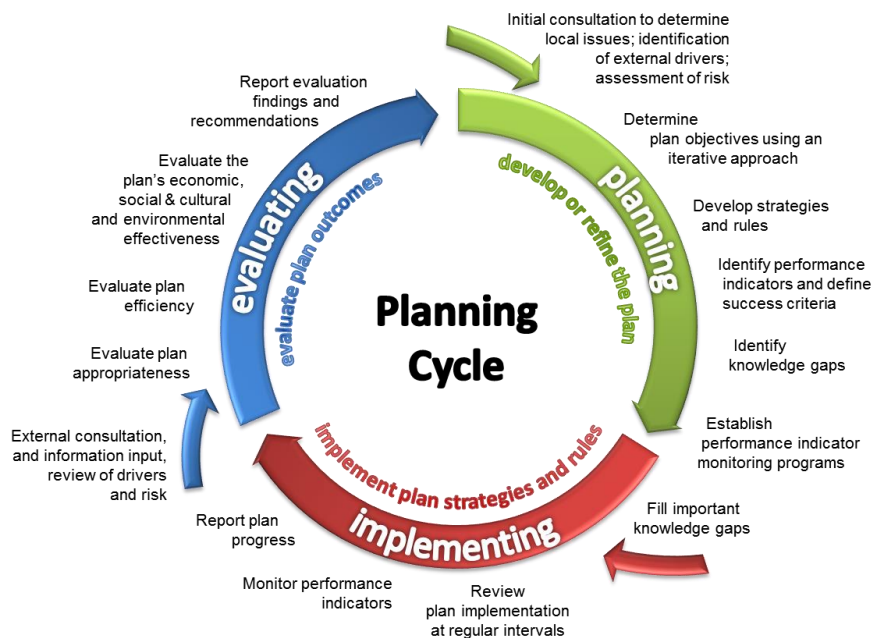 Planning
Cycle
Initial consultation to determine
local issues; identification
of external drivers;
assessment of risk
planning
develop or refine the plan
Determine
plan objectives using an
iterative approach
Develop strategies
and rules
Identify performance
indicators and define
success criteria
Identify
knowledge gaps
Establish
performance indicator
monitoring programs
implementing
implement plan strategies and rules
Fill important
knowledge gaps
Review
plan implementation
at regular intervals
Monitor performance
indicators
Report plan
progress
External consultation,
and information input,
review of drivers
and risk
evaluating
evaluate plan outcomes
Evaluate plan
appropriateness
Evaluate plan
efficiency
Evaluate the
plan's economic,
social & cultural
and environmental
effectiveness
Report evaluation
findings and
recommendations